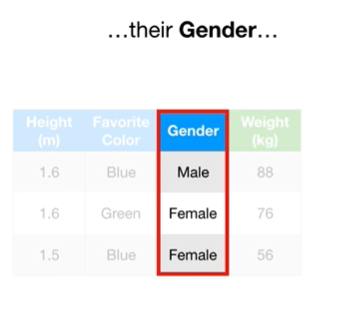 ...their Gender...
Height (m) Favorite Color Gender Weight (kg)
1.6 Blue Male 88
1.6 Green Female 76
1.5 Blue Female 56